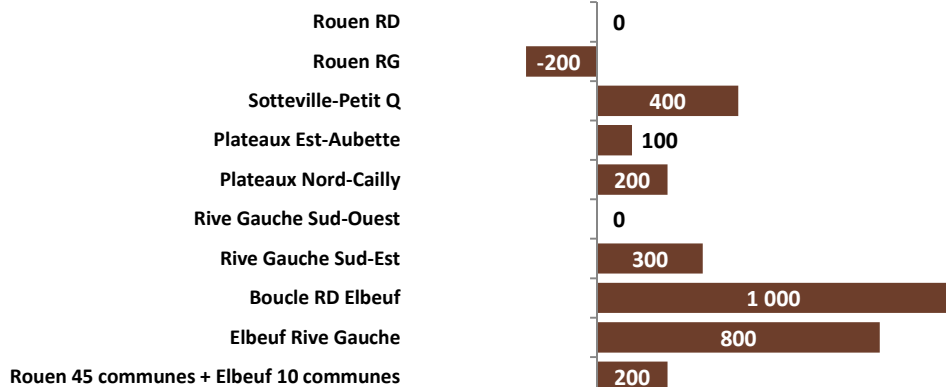 Rouen RD 0
Rouen RG -200
Sotteville-Petit Q 400
Plateaux Est-Aubette 100
Plateaux Nord-Cailly 200
Rive Gauche Sud-Ouest 0
Rive Gauche Sud-Est 300
Boucle RD Elbeuf 1 000
Elbeuf Rive Gauche 800
Rouen 45 communes + Elbeuf 10 communes 200